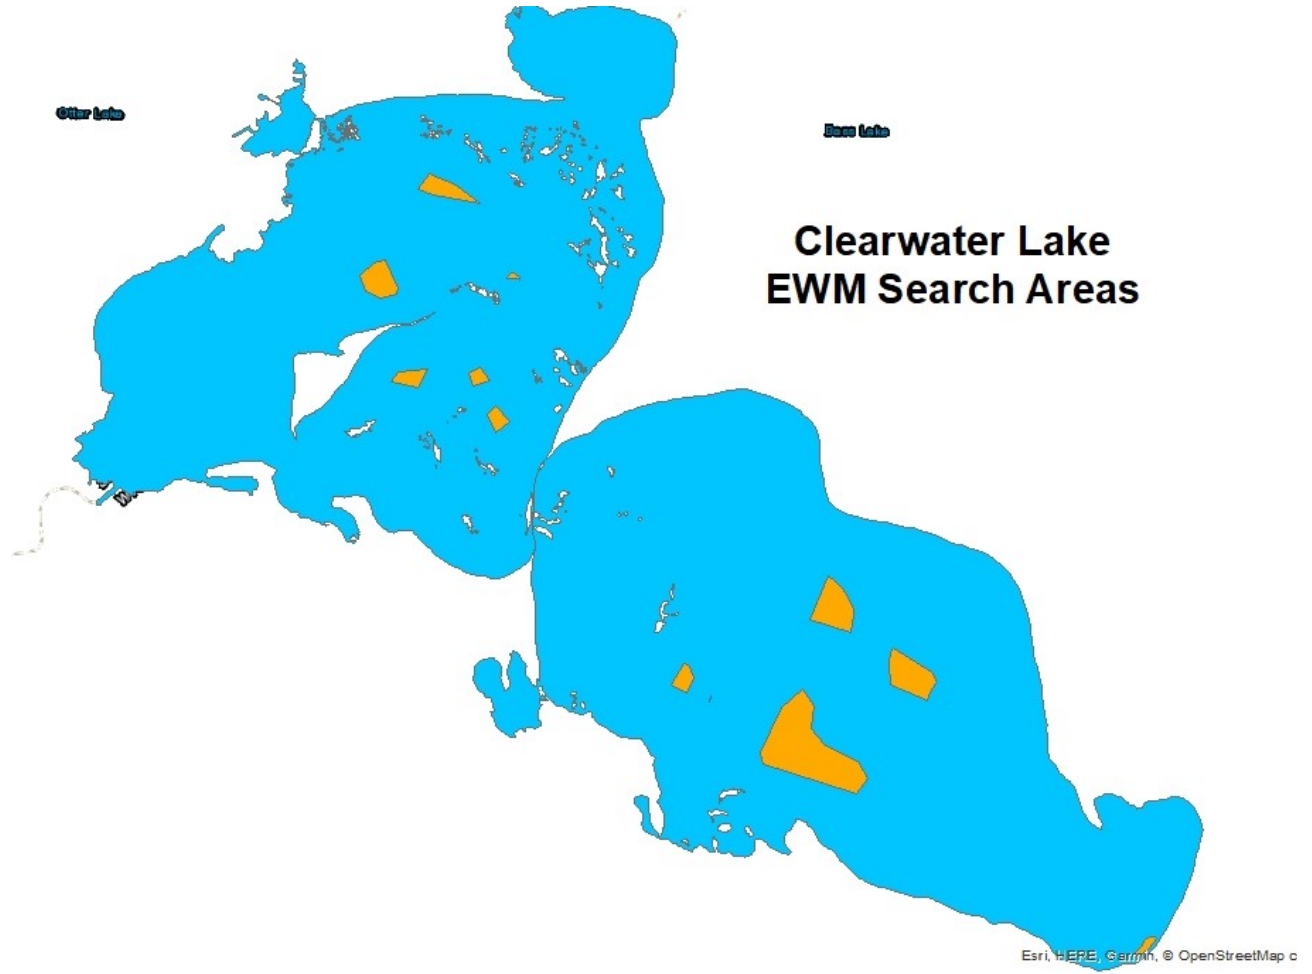 Otter Lake
Bass Lake
Clearwater Lake
EWM Search Areas
Esri, HERE, Garmin, © OpenStreetMap c